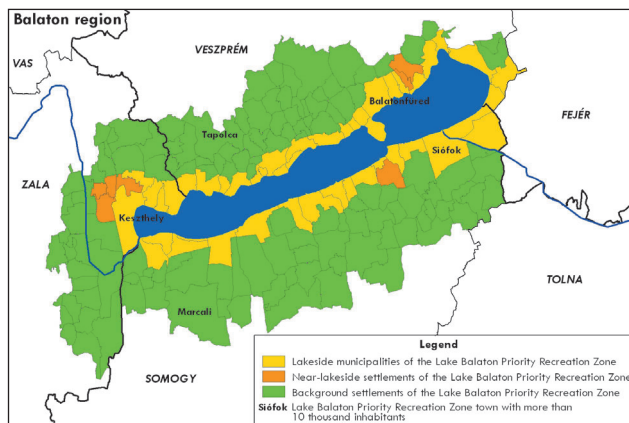 Balaton region
VESZPRÉM
VAS
Balatonfüred
FEJÉR
Tapolca
Siófok
ZALA
Keszthely
TOLNA
Marcali
SOMOGY
Legend
Lakeside municipalities of the Lake Balaton Priority Recreation Zone
Near-lakeside settlements of the Lake Balaton Priority Recreation Zone
Background settlements of the Lake Balaton Priority Recreation Zone
Siófok Lake Balaton Priority Recreation Zone town with more than
10 thousand inhabitants